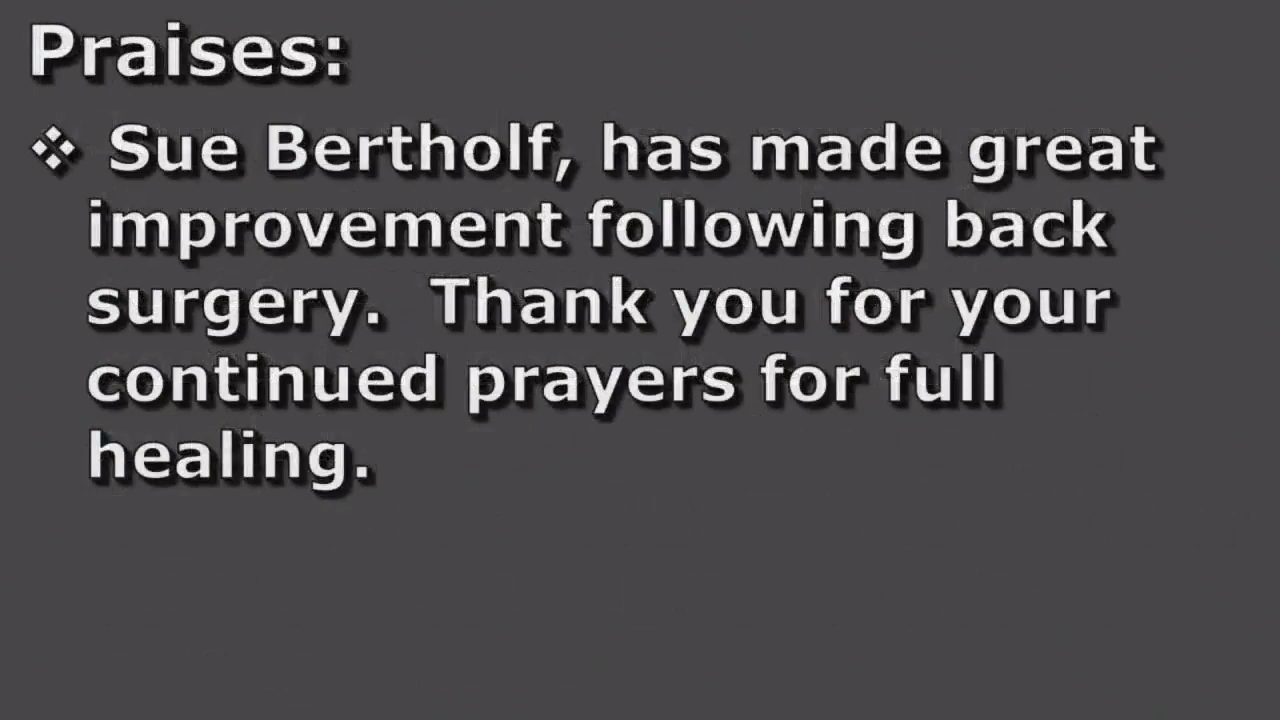 Praises:
❖ Sue Bertholf, has made great
improvement following back
surgery.  Thank you for your
continued prayers for full
healing.